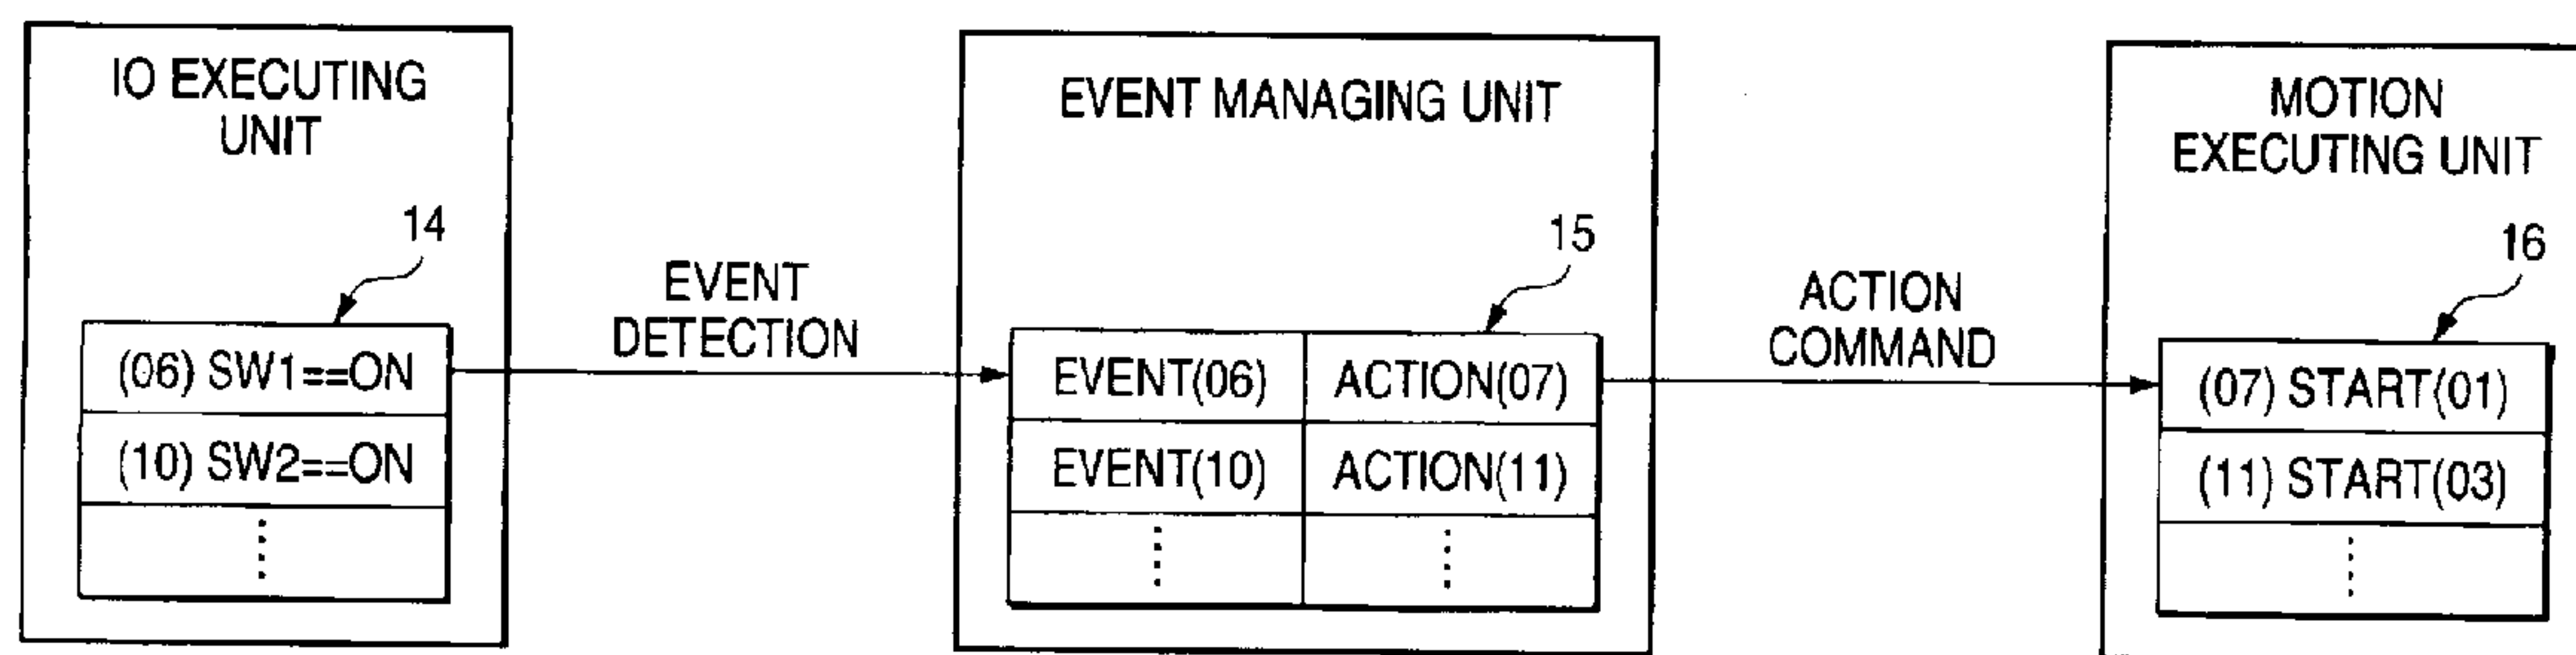 IO EXECUTING
UNIT
14
(06) SW1==ON
(10) SW2==ON
EVENT
DETECTION
EVENT MANAGING UNIT
15
EVENT(06) ACTION(07)
EVENT(10) ACTION(11)
ACTION
COMMAND
MOTION
EXECUTING UNIT
16
(07) START(01)
(11) START(03)